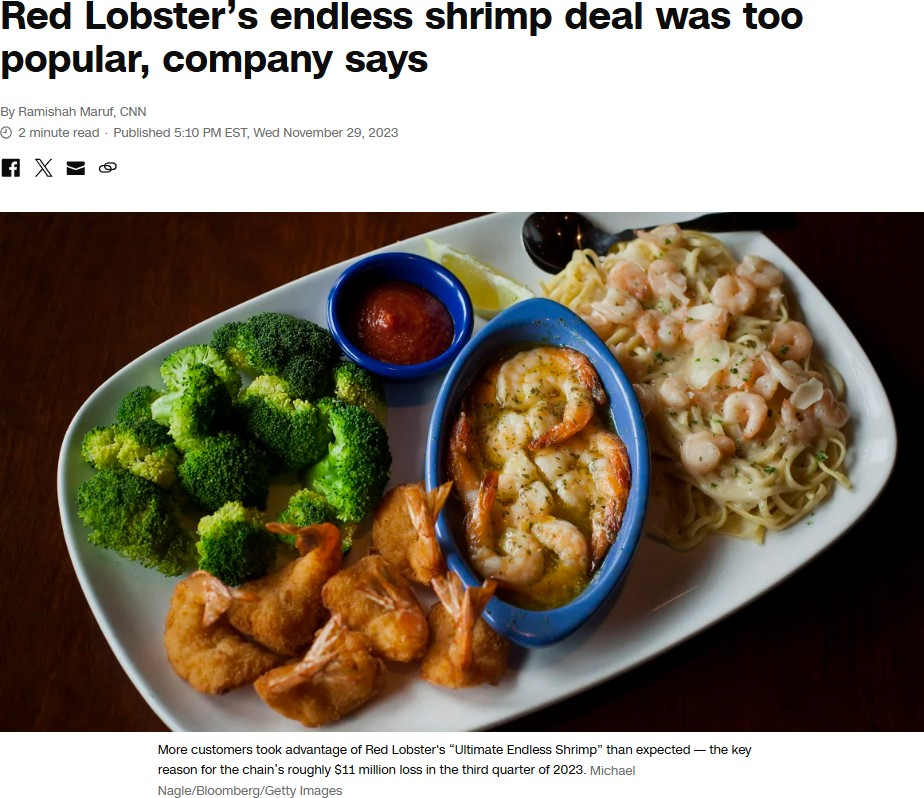 Red Lobster’s endless shrimp deal was too
popular, company says
By Ramishah Maruf, CNN
2 minute read · Published 5:10 PM EST, Wed November 29, 2023
More customers took advantage of Red Lobster's “Ultimate Endless Shrimp” than expected — the key
reason for the chain’s roughly $11 million loss in the third quarter of 2023. Michael
Nagle/Bloomberg/Getty Images